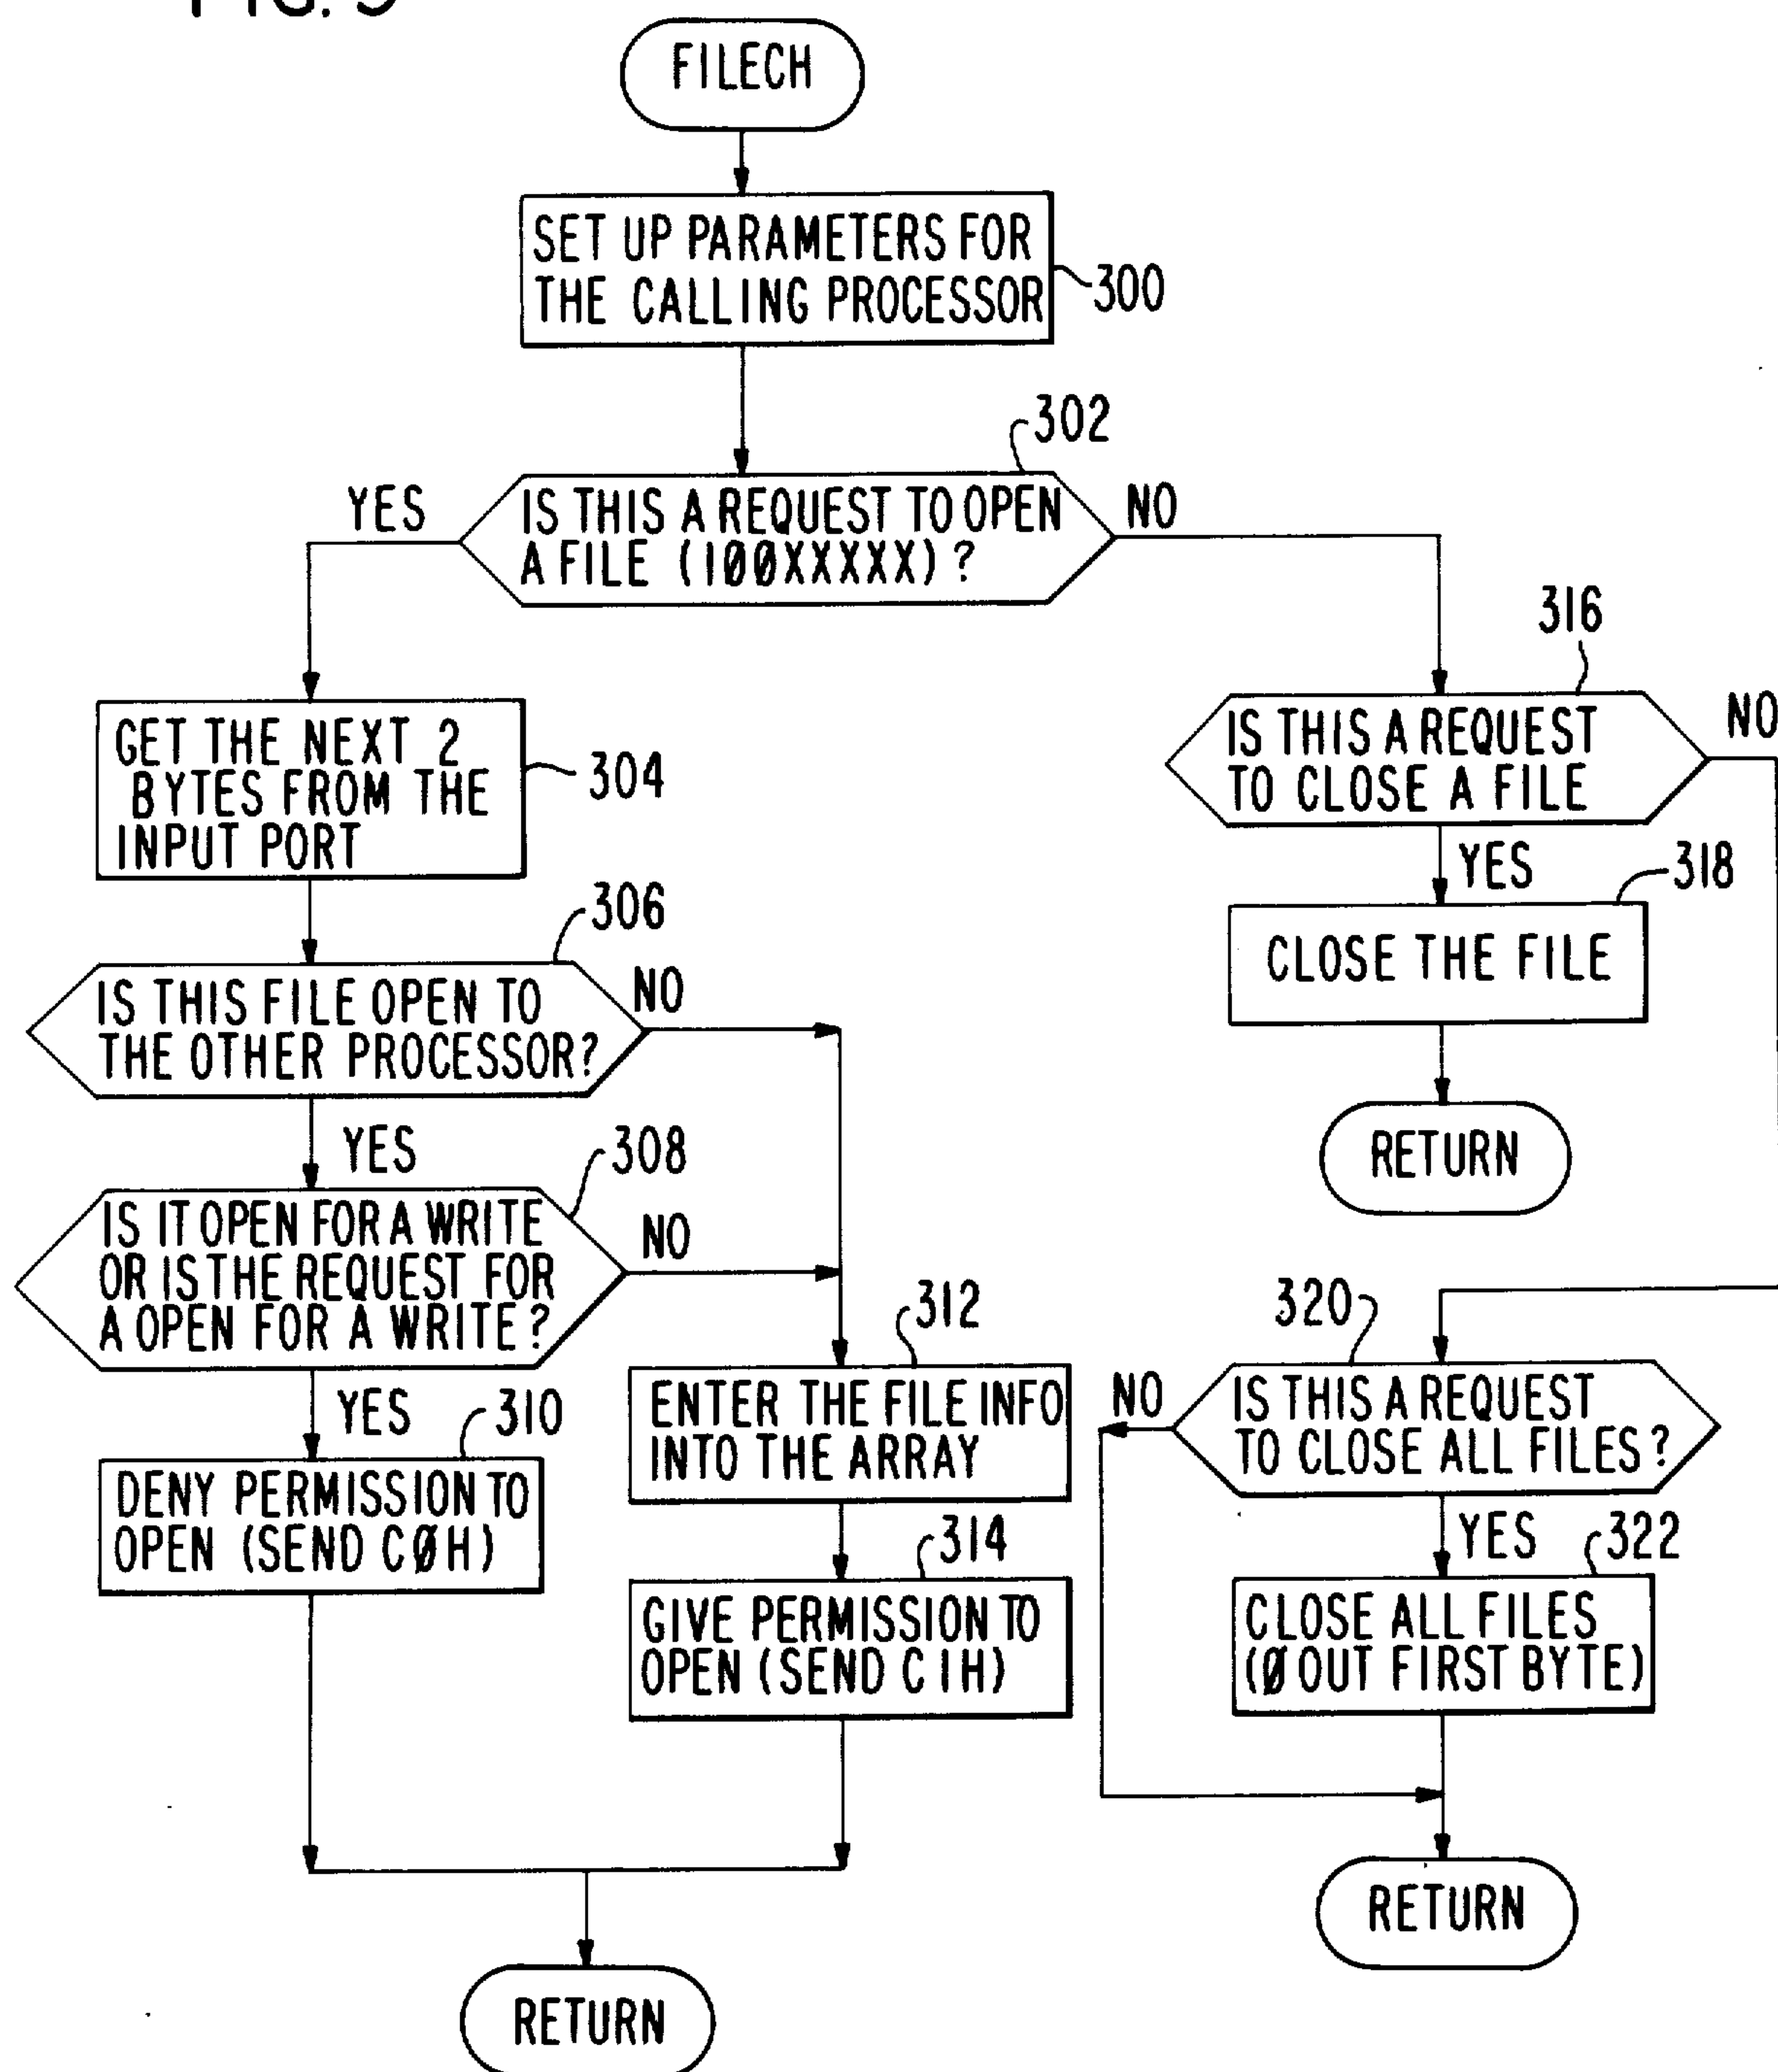 FILECH
SET UP PARAMETERS FOR
THE CALLING PROCESSOR
300
302
YES
IS THIS A REQUEST TO OPEN
A FILE (1ØØXXXXX)?
NO
304
GET THE NEXT 2
BYTES FROM THE
INPUT PORT
306
IS THIS FILE OPEN TO
THE OTHER PROCESSOR?
NO
YES
308
IS IT OPEN FOR A WRITE
OR IS THE REQUEST FOR
A OPEN FOR A WRITE?
NO
YES
310
DENY PERMISSION TO
OPEN (SEND CØH)
312
ENTER THE FILE INFO
INTO THE ARRAY
314
GIVE PERMISSION TO
OPEN (SEND C1H)
RETURN
316
IS THIS A REQUEST
TO CLOSE A FILE
NO
YES
318
CLOSE THE FILE
RETURN
320
NO
IS THIS A REQUEST
TO CLOSE ALL FILES?
YES
322
CLOSE ALL FILES
(Ø OUT FIRST BYTE)
RETURN